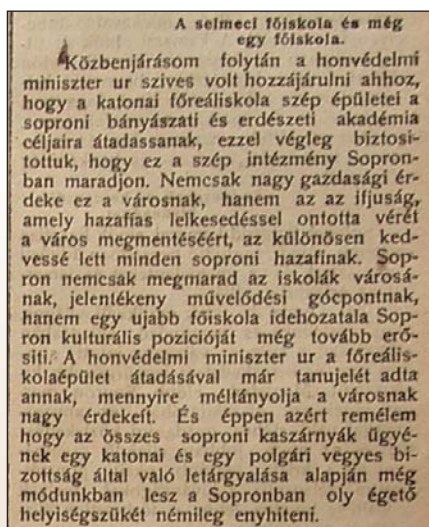 A selmeci főiskola és még
egy főiskola.
Közbenjárásom folytán a honvédelmi
miniszter ur szives volt hozzájárulni ahhoz,
hogy a katonai főreáliskola szép épületei a
soproni bányászati és erdészeti akadémia
céljaira átadassanak, ezzel végleg biztosi-
tottuk, hogy ez a szép intézmény Sopron-
ban maradjon. Nemcsak nagy gazdasági ér-
deke ez a városnak, hanem az az ifjuság,
amely hazafias lelkesedéssel ontotta vérét
a város megmentéséért, az különösen ked-
vessé lett minden soproni hazafinak. Sop-
ron nemcsak megmarad az iskolák városá-
nak, jelentékeny művelődési gócpontnak,
hanem egy ujabb főiskola idehozatala Sop-
ron kulturális pozicióját még tovább erő-
siti. A honvédelmi miniszter ur a főrealis-
kolaépület átadásával már tanujelét adta
annak, mennyire méltányolja a városnak
nagy érdekeit. És éppen azért remélem
hogy az összes soproni kaszárnyák ügyé-
nek egy katonai és egy polgári vegyes bi-
zottság által való letárgyalása alapján még
módunkban lesz a Sopronban oly égető
helyiségszükét némileg enyhiteni.